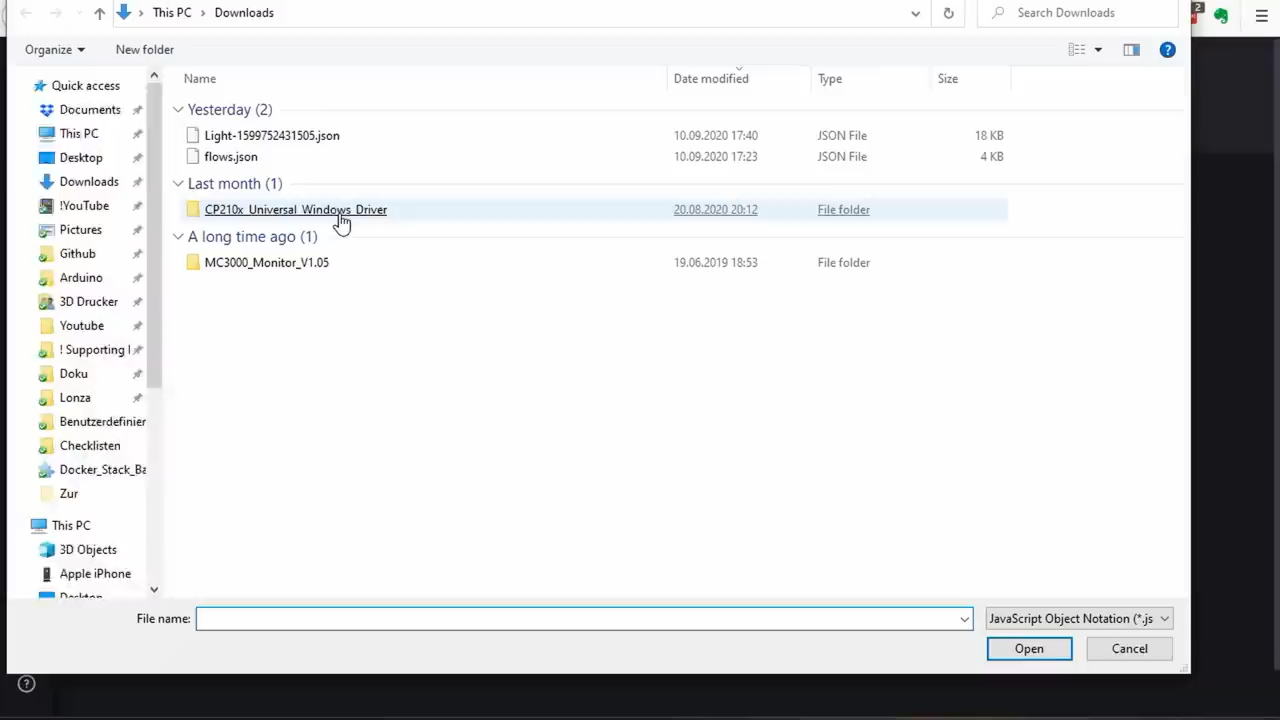 This PC > Downloads
Search Downloads
2
Organize
New folder
?
Name
Date modified
Type
Size
Quick access
Documents
This PC
Desktop
Downloads
!YouTube
Pictures
Github
Arduino
3D Drucker
Youtube
! Supporting I
Doku
Lonza
Benutzerdefinier
Checklisten
Docker_Stack_Ba
Zur
This PC
3D Objects
Apple iPhone
Desktop
Yesterday (2)
Light-1599752431505.json 10.09.2020 17:40 JSON File 18 KB
flows.json 10.09.2020 17:23 JSON File 4 KB
Last month (1)
CP210x_Universal_Windows_Driver 20.08.2020 20:12 File folder
A long time ago (1)
MC3000_Monitor_V1.05 19.06.2019 18:53 File folder
File name:
JavaScript Object Notation (*.js
Open
Cancel
?